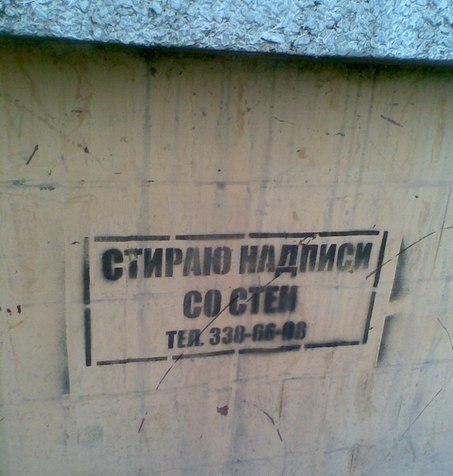 СТИРАЮ НАДПИСИ
СО СТЕН
ТЕЛ. 338-66-08